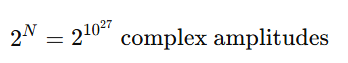 2^N = 2^{10^{27}} complex amplitudes